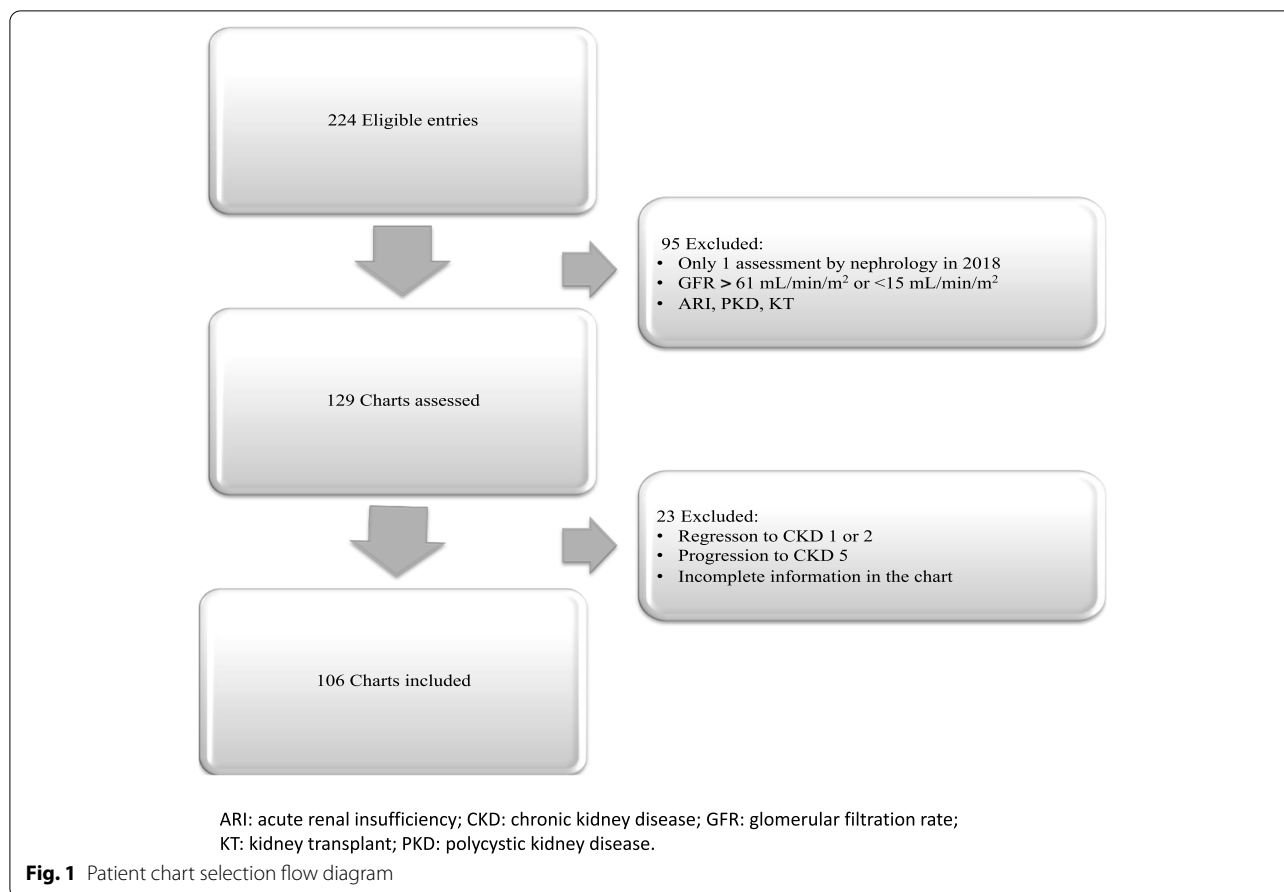 224 Eligible entries
95 Excluded:
• Only 1 assessment by nephrology in 2018
• GFR > 61 mL/min/m² or <15 mL/min/m²
• ARI, PKD, KT
129 Charts assessed
23 Excluded:
• Regresson to CKD 1 or 2
• Progression to CKD 5
• Incomplete information in the chart
106 Charts included
ARI: acute renal insufficiency; CKD: chronic kidney disease; GFR: glomerular filtration rate;
KT: kidney transplant; PKD: polycystic kidney disease.
Fig. 1 Patient chart selection flow diagram